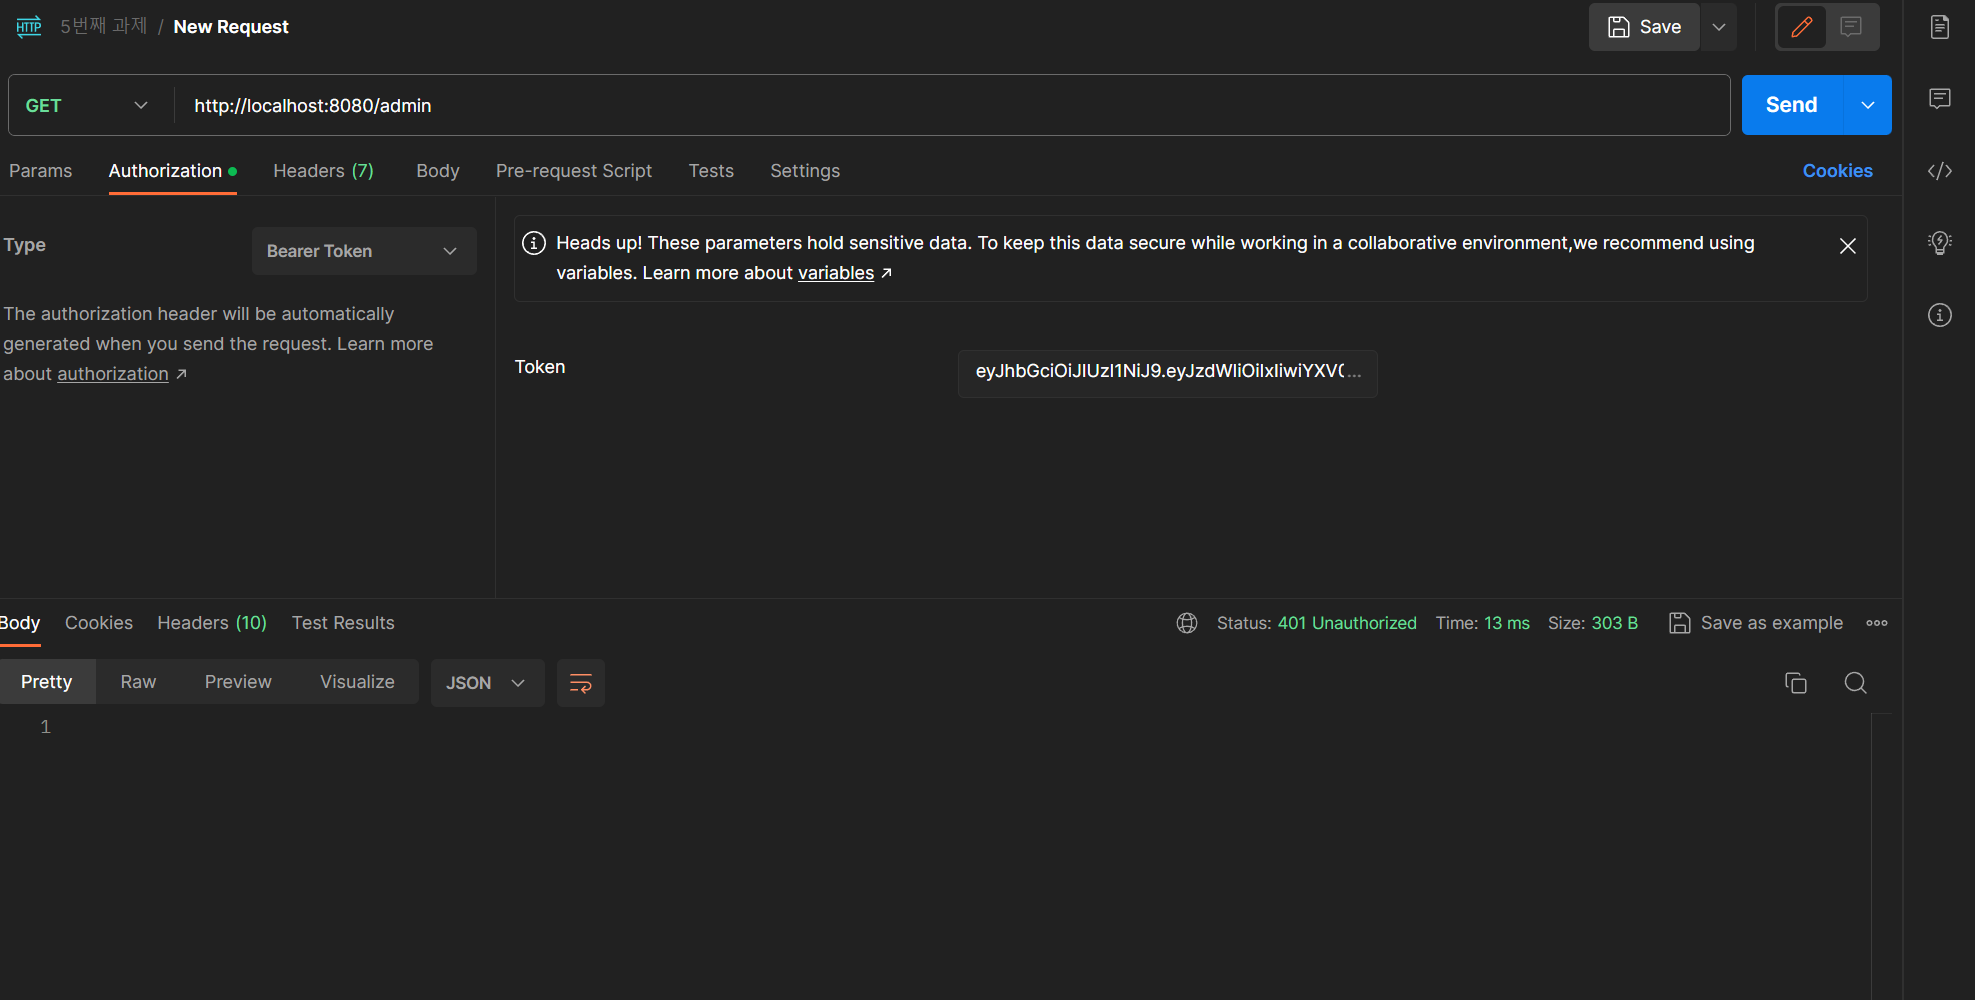 HTTP 5번째 과제 / New Request
Save
GET http://localhost:8080/admin
Send
Params Authorization Headers (7) Body Pre-request Script Tests Settings Cookies
Type Bearer Token
The authorization header will be automatically
generated when you send the request. Learn more
about authorization ↗
Heads up! These parameters hold sensitive data. To keep this data secure while working in a collaborative environment,we recommend using
variables. Learn more about variables ↗
Token
Body Cookies Headers (10) Test Results Status: 401 Unauthorized Time: 13 ms Size: 303 B Save as example
Pretty Raw Preview Visualize JSON
1